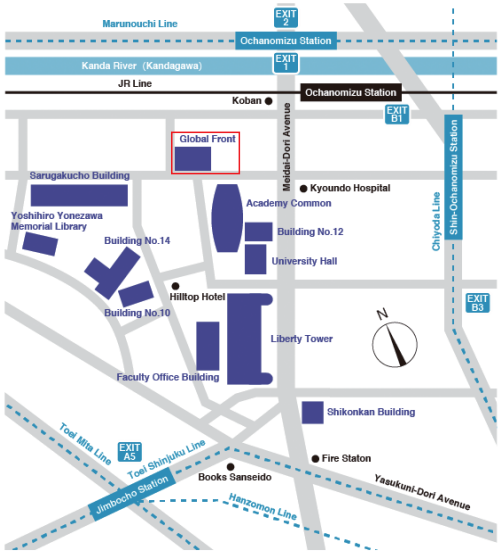 EXIT
2
Marunouchi Line
Ochanomizu Station
Kanda River (Kandagawa)
EXIT
1
JR Line
Ochanomizu Station
Koban
EXIT
B1
Global Front
Meidai-Dori Avenue
Shin-Ochanomizu Station
Sarugakucho Building
Kyoundo Hospital
Chiyoda Line
Academy Common
Yoshihiro Yonezawa
Memorial Library
Building No.14
Building No.12
University Hall
Hilltop Hotel
EXIT
B3
Building No.10
N
Liberty Tower
Faculty Office Building
Shikonkan Building
Toei Mita Line
EXIT
A5
Toei Shinjuku Line
Fire Staton
Books Sanseido
Jimbocho Station
Yasukuni-Dori Avenue
Hanzomon Line